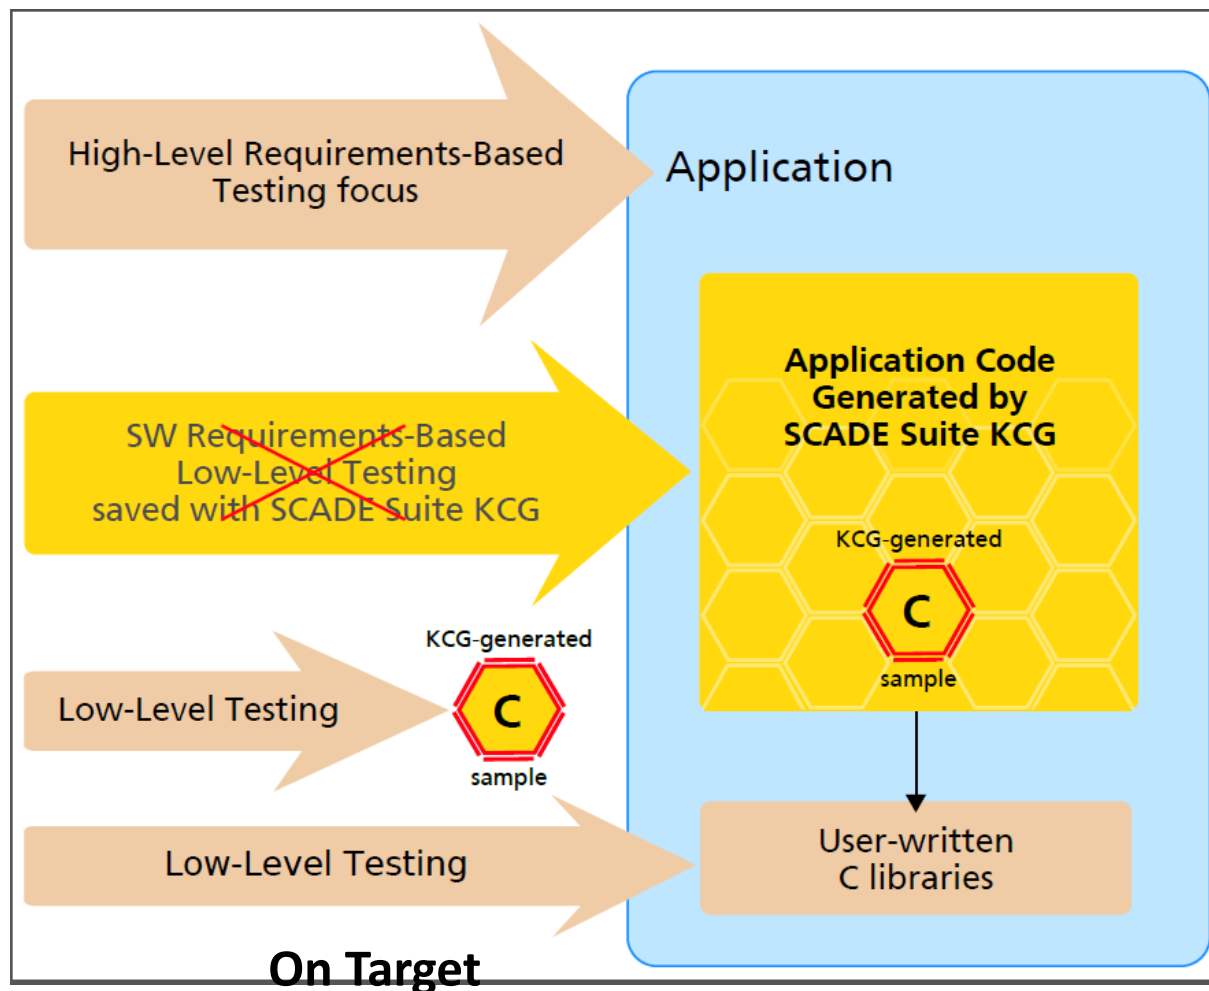 High-Level Requirements-Based
Testing focus
Application
Application Code
Generated by
SCADE Suite KCG
SW Requirements-Based
Low-Level Testing
saved with SCADE Suite KCG
KCG-generated
C
sample
KCG-generated
C
sample
Low-Level Testing
Low-Level Testing
User-written
C libraries
On Target